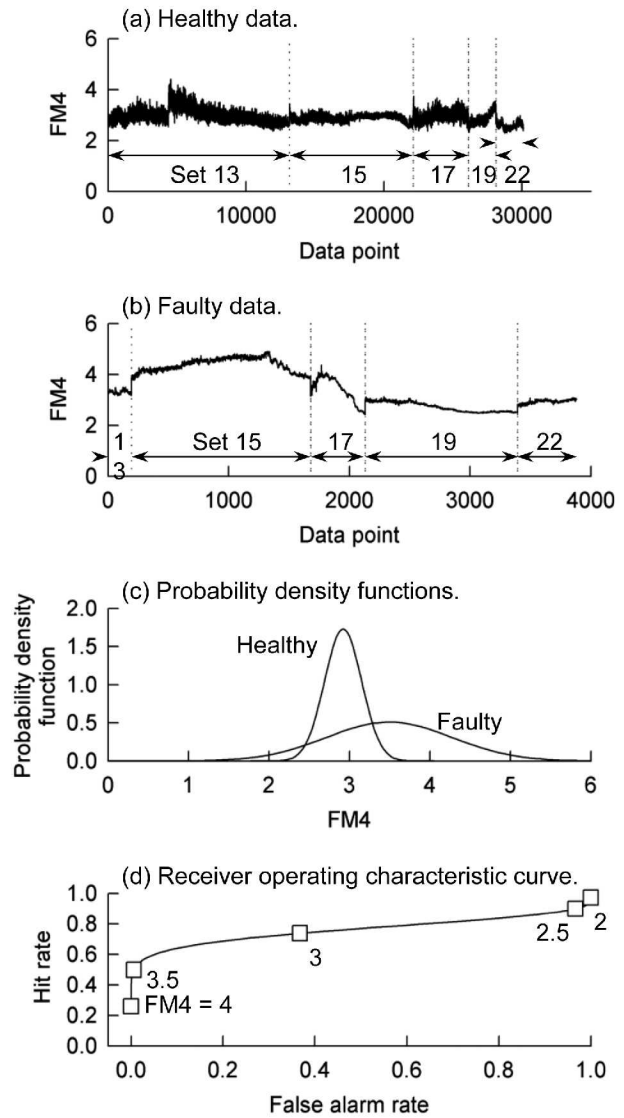 (a) Healthy data.
6
4
2
0
FM4
Set 13 15 17 19 22
0 10000 20000 30000
Data point
(b) Faulty data.
6
4
2
0
FM4
1
3
Set 15 17 19 22
0 1000 2000 3000 4000
Data point
(c) Probability density functions.
2.0
1.5
1.0
0.5
0.0
Probability density
function
Healthy
Faulty
0 1 2 3 4 5 6
FM4
(d) Receiver operating characteristic curve.
1.0
0.8
0.6
0.4
0.2
0.0
Hit rate
2
2.5
3
3.5
FM4 = 4
0.0 0.2 0.4 0.6 0.8 1.0
False alarm rate